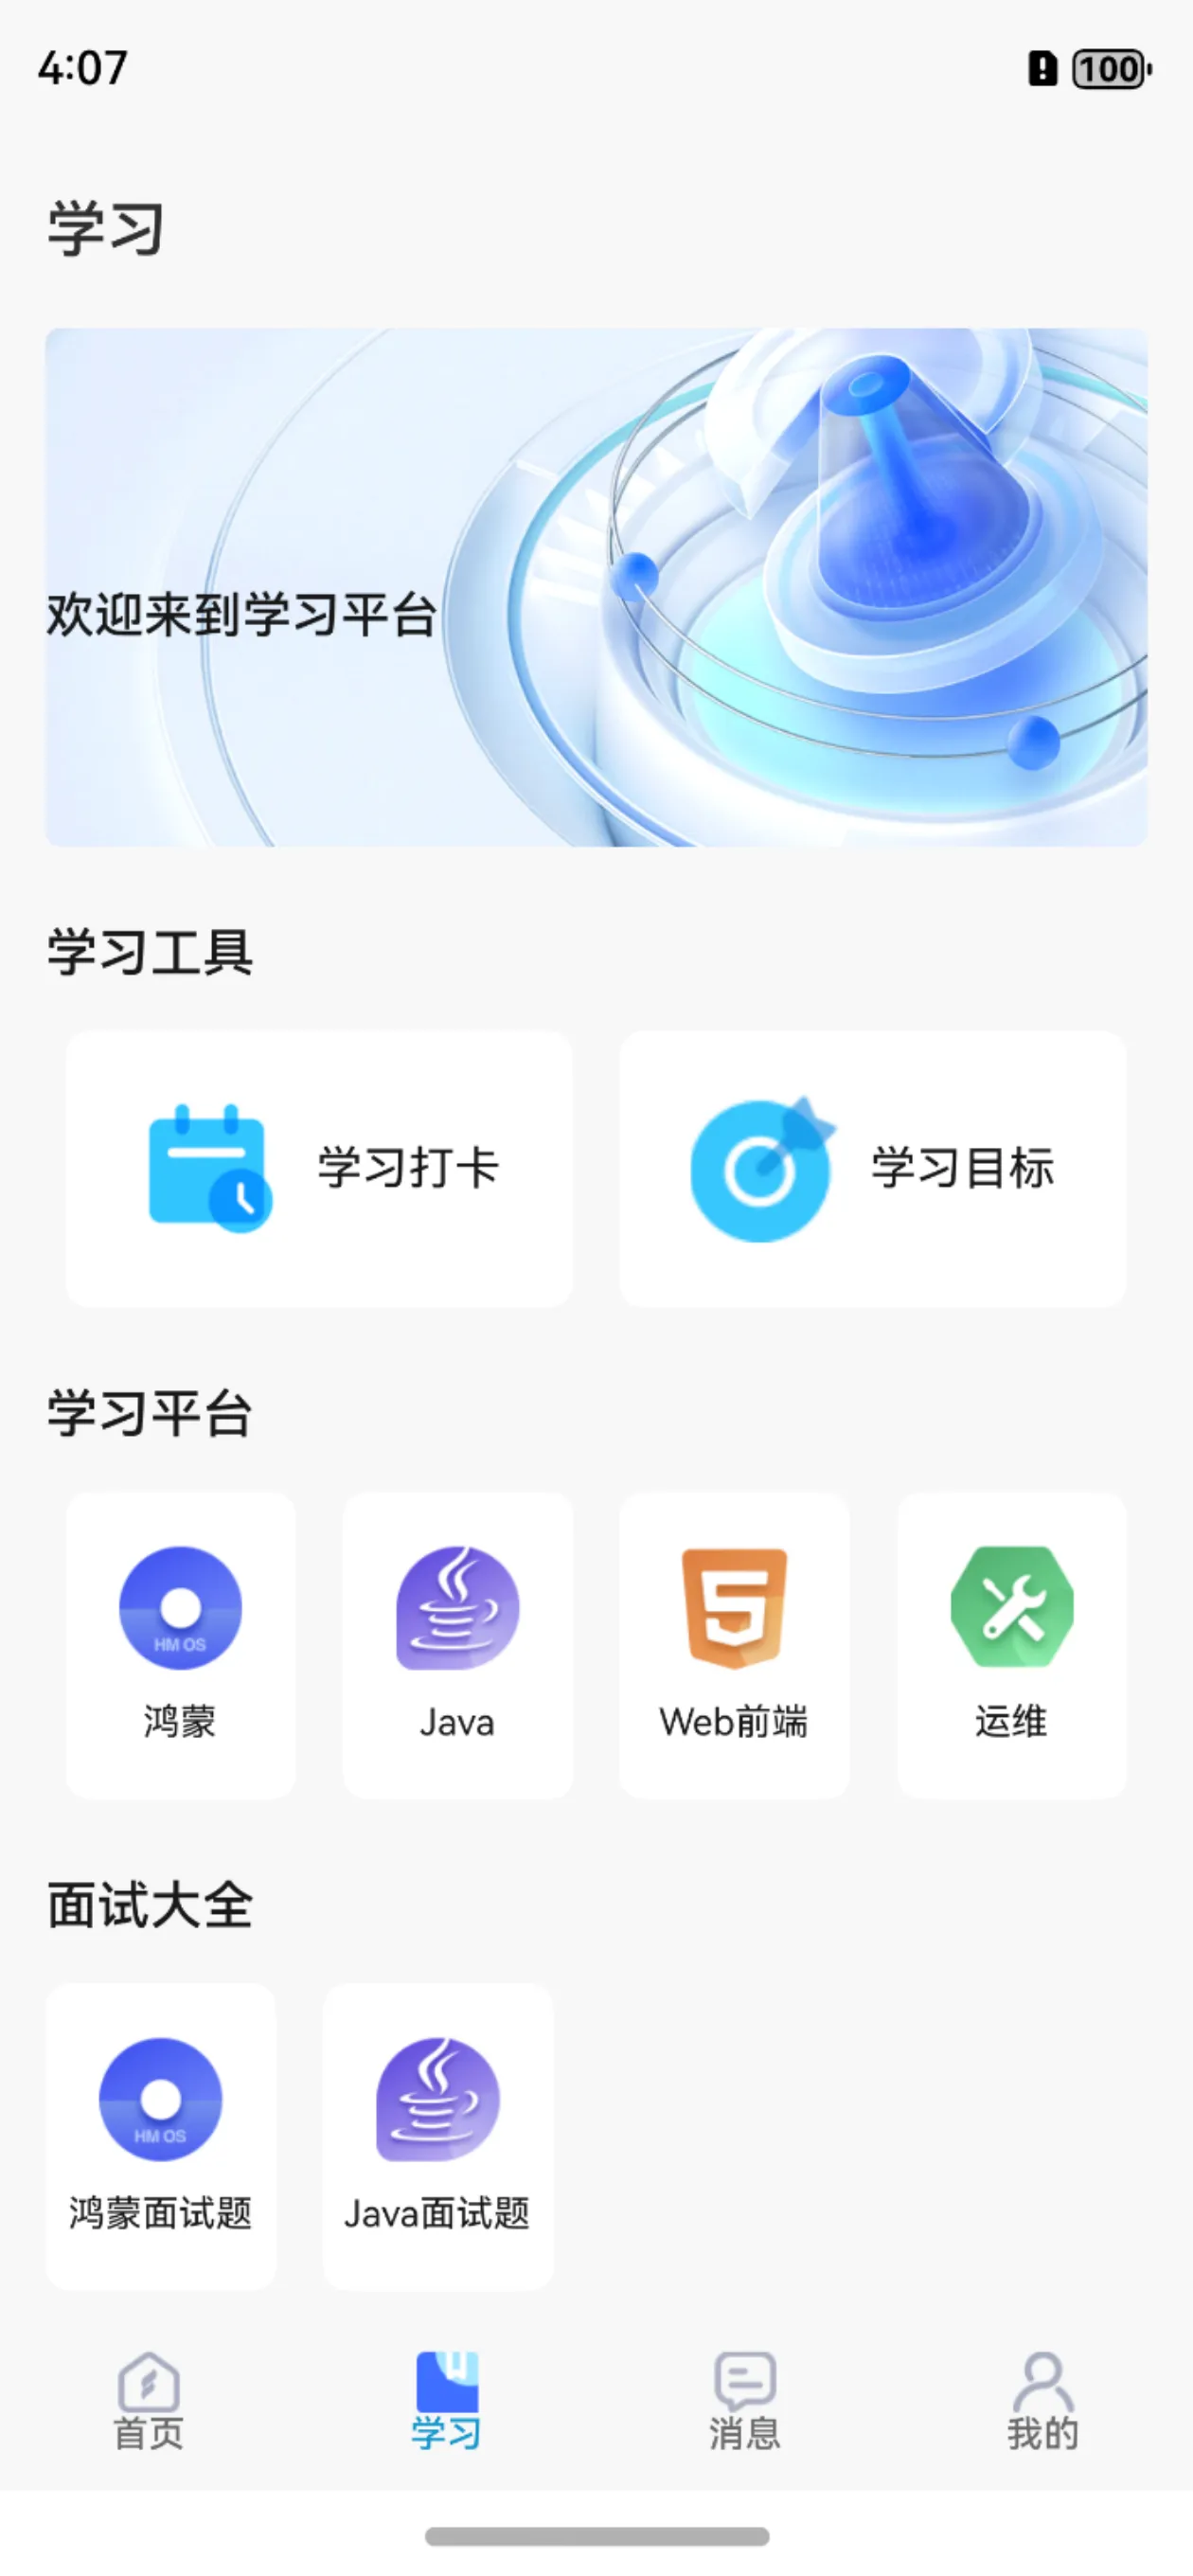 4:07
100
学习
欢迎来到学习平台
学习工具
学习打卡
学习目标
学习平台
HM OS
鸿蒙
Java
Web前端
运维
面试大全
HM OS
鸿蒙面试题
Java面试题
首页
学习
消息
我的